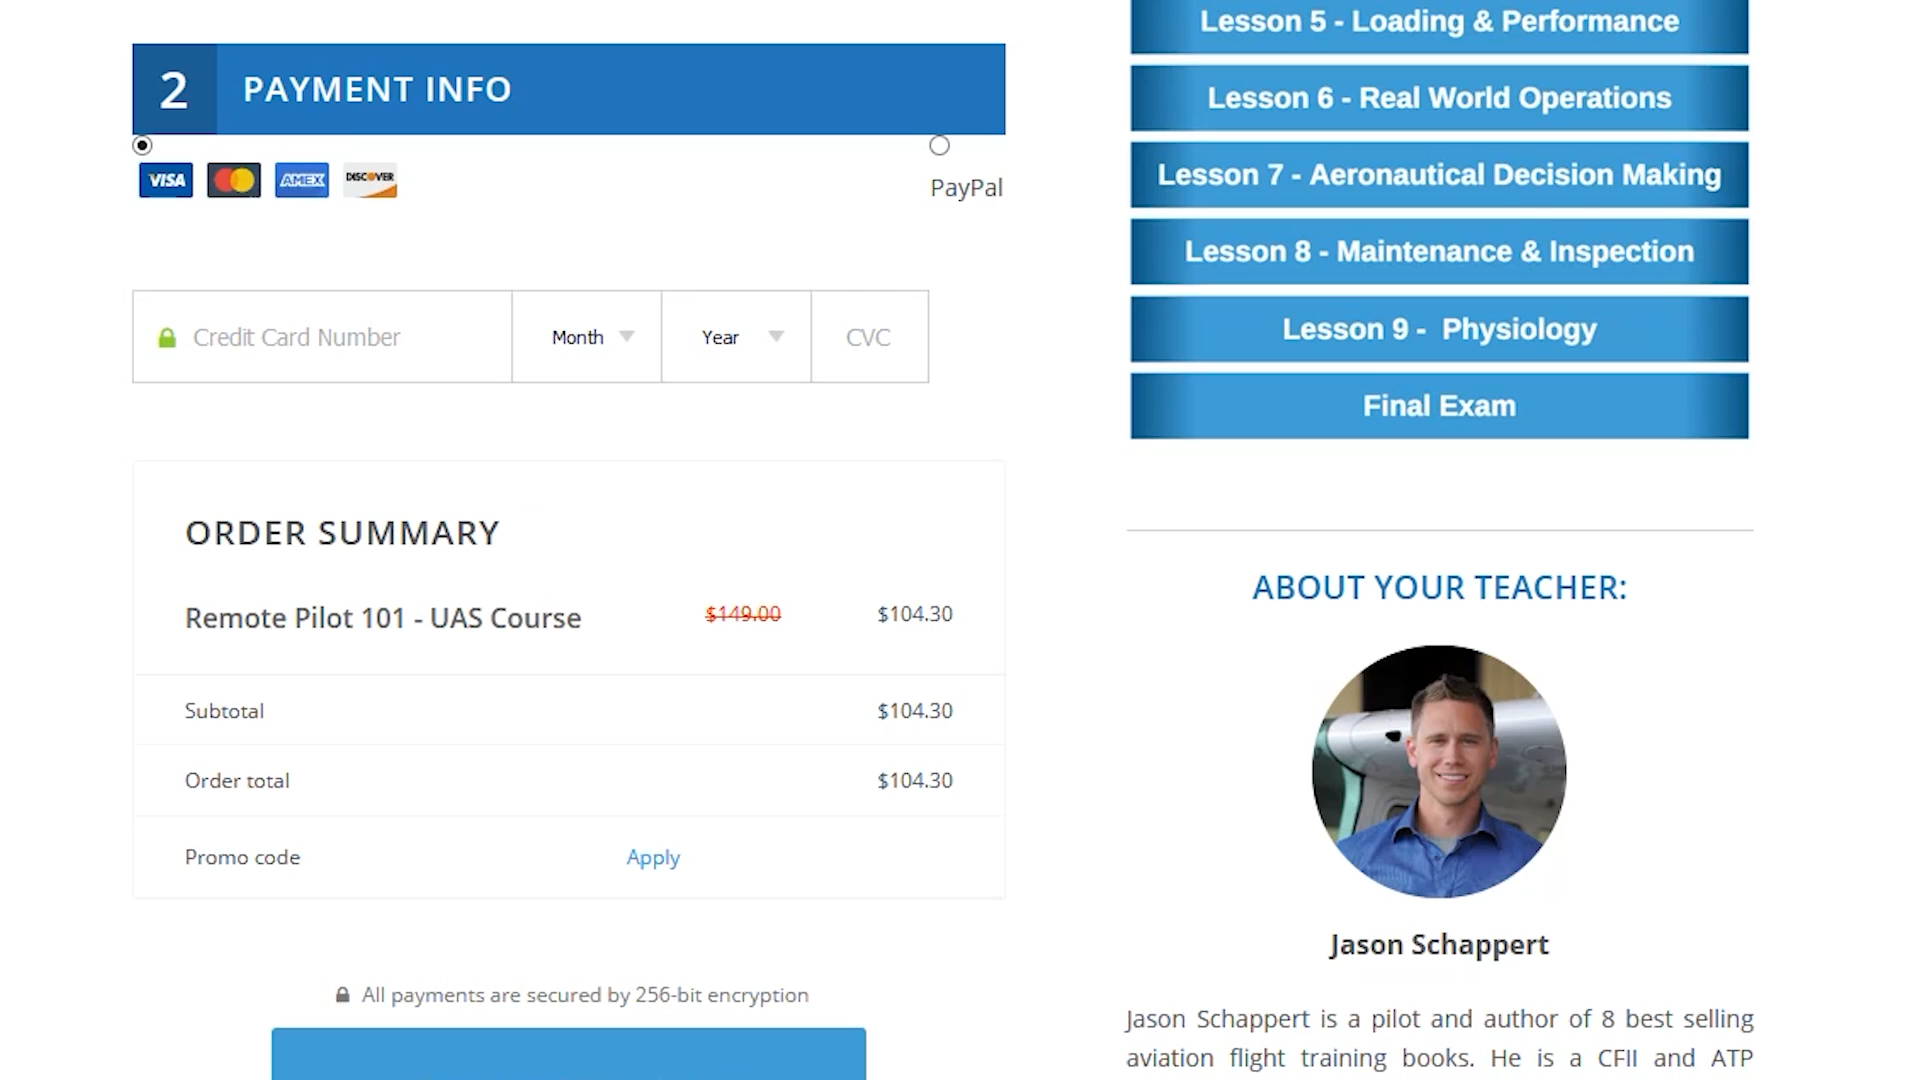 2 PAYMENT INFO
VISA AMEX DISCOVER
PayPal
Credit Card Number Month Year CVC
ORDER SUMMARY
Remote Pilot 101 - UAS Course $149.00 $104.30
Subtotal $104.30
Order total $104.30
Promo code Apply
All payments are secured by 256-bit encryption
Lesson 5 - Loading & Performance
Lesson 6 - Real World Operations
Lesson 7 - Aeronautical Decision Making
Lesson 8 - Maintenance & Inspection
Lesson 9 - Physiology
Final Exam
ABOUT YOUR TEACHER:
Jason Schappert
Jason Schappert is a pilot and author of 8 best selling
aviation flight training books. He is a CFII and ATP